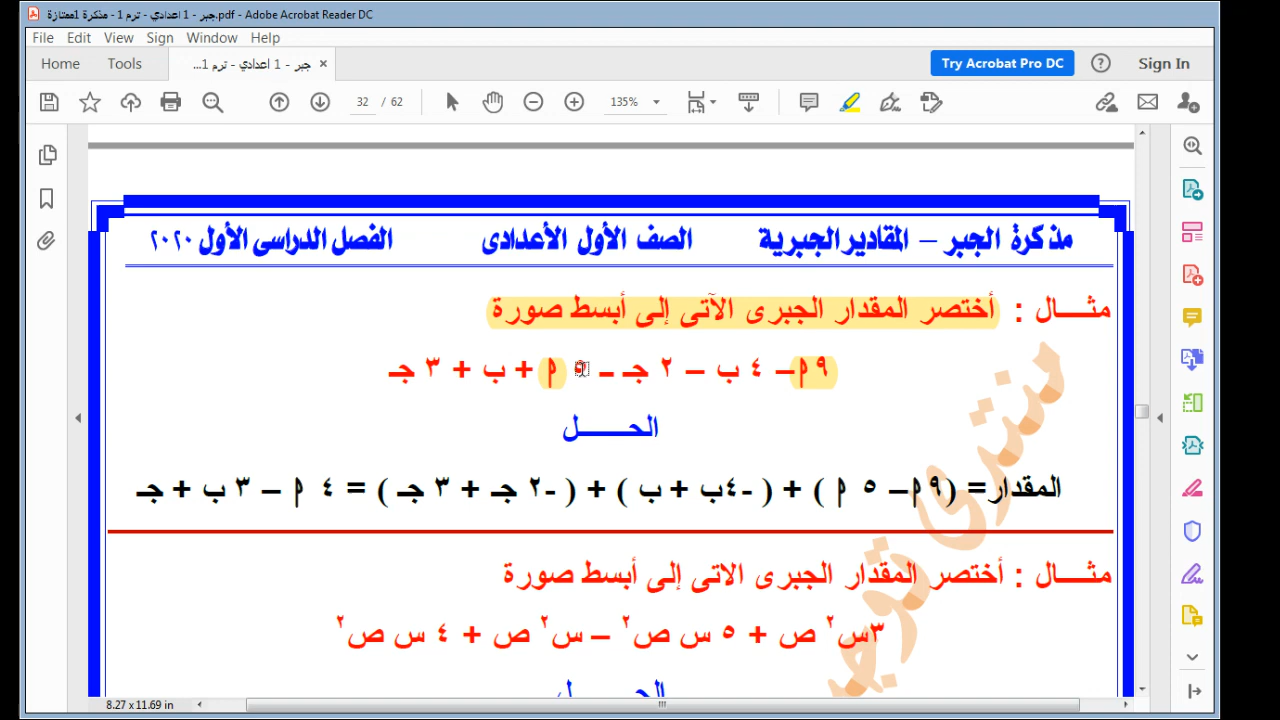 جبر - 1 اعدادي - ترم 1 - مذكرة 1ممتازة.pdf - Adobe Acrobat Reader DC
File Edit View Sign Window Help
Home Tools جبر - 1 اعدادي - ترم 1... × Try Acrobat Pro DC Sign In
32 / 62 135%
مذكرة الجبر – المقادير الجبرية الصف الأول الأعدادى الفصل الدراسى الأول ٢٠٢٠
مثـــال : أختصر المقدار الجبرى الآتى إلى أبسط صورة
٩ م – ٤ ب – ٢ جـ – ٥ م + ب + ٣ جـ
الحــــــل
المقدار= (٩ م – ٥ م ) + ( -٤ب + ب ) + ( -٢ جـ + ٣ جـ ) = ٤ م – ٣ ب + جـ
مثـــال : أختصر المقدار الجبرى الاتى إلى أبسط صورة
٣س٢ ص + ٥ س ص٢ – س٢ ص + ٤ س ص٢
الحــــــل
8.27 x 11.69 in